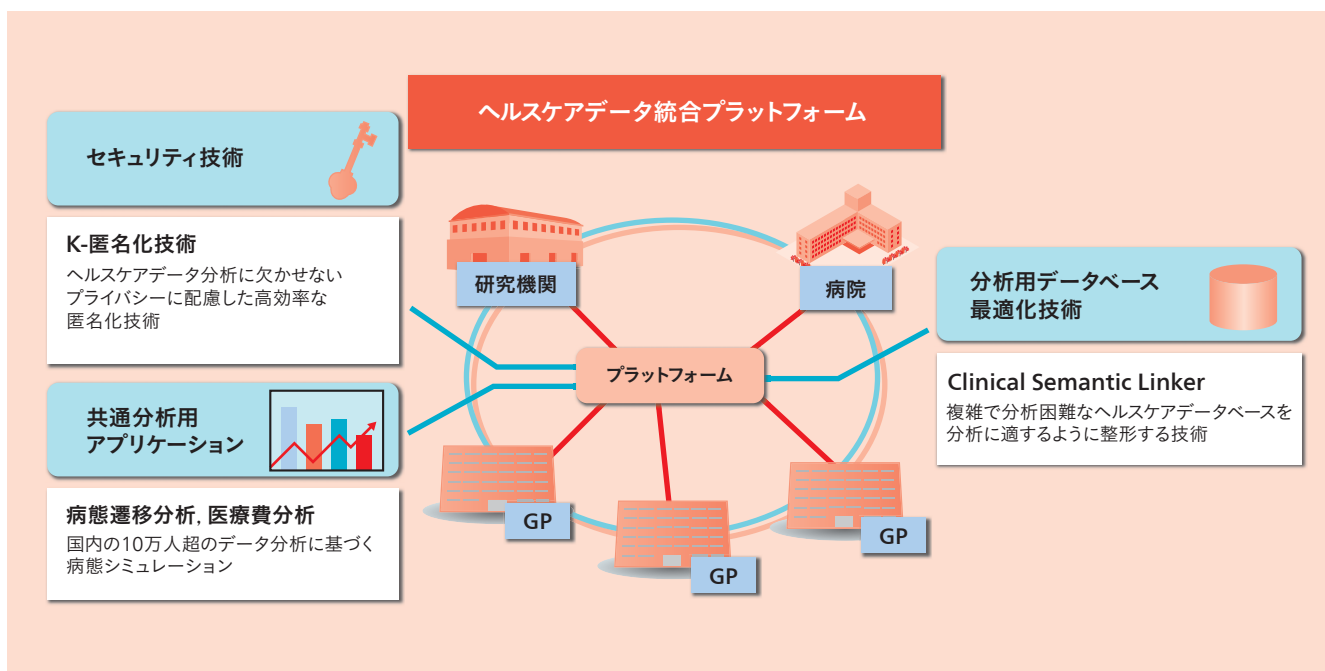 ヘルスケアデータ統合プラットフォーム
セキュリティ技術
K-匿名化技術
ヘルスケアデータ分析に欠かせない
プライバシーに配慮した高効率な
匿名化技術
共通分析用
アプリケーション
病態遷移分析, 医療費分析
国内の10万人超のデータ分析に基づく
病態シミュレーション
研究機関
病院
プラットフォーム
GP
GP
GP
分析用データベース
最適化技術
Clinical Semantic Linker
複雑で分析困難なヘルスケアデータベースを
分析に適するように整形する技術